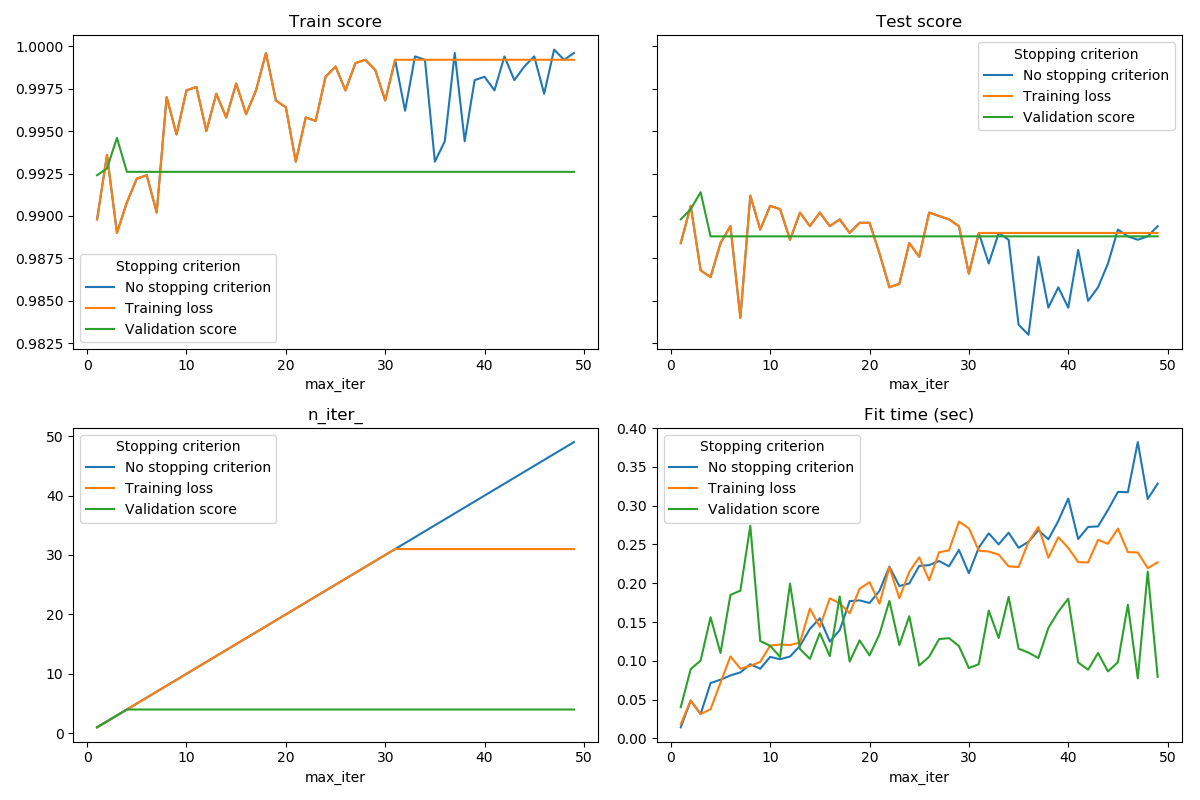 Train score
1.0000
0.9975
0.9950
0.9925
0.9900
0.9875
0.9850
0.9825
Stopping criterion
No stopping criterion
Training loss
Validation score
0 10 20 30 40 50
max_iter
Test score
Stopping criterion
No stopping criterion
Training loss
Validation score
0 10 20 30 40 50
max_iter
n_iter_
50
40
30
20
10
0
Stopping criterion
No stopping criterion
Training loss
Validation score
0 10 20 30 40 50
max_iter
Fit time (sec)
0.40
0.35
0.30
0.25
0.20
0.15
0.10
0.05
0.00
Stopping criterion
No stopping criterion
Training loss
Validation score
0 10 20 30 40 50
max_iter